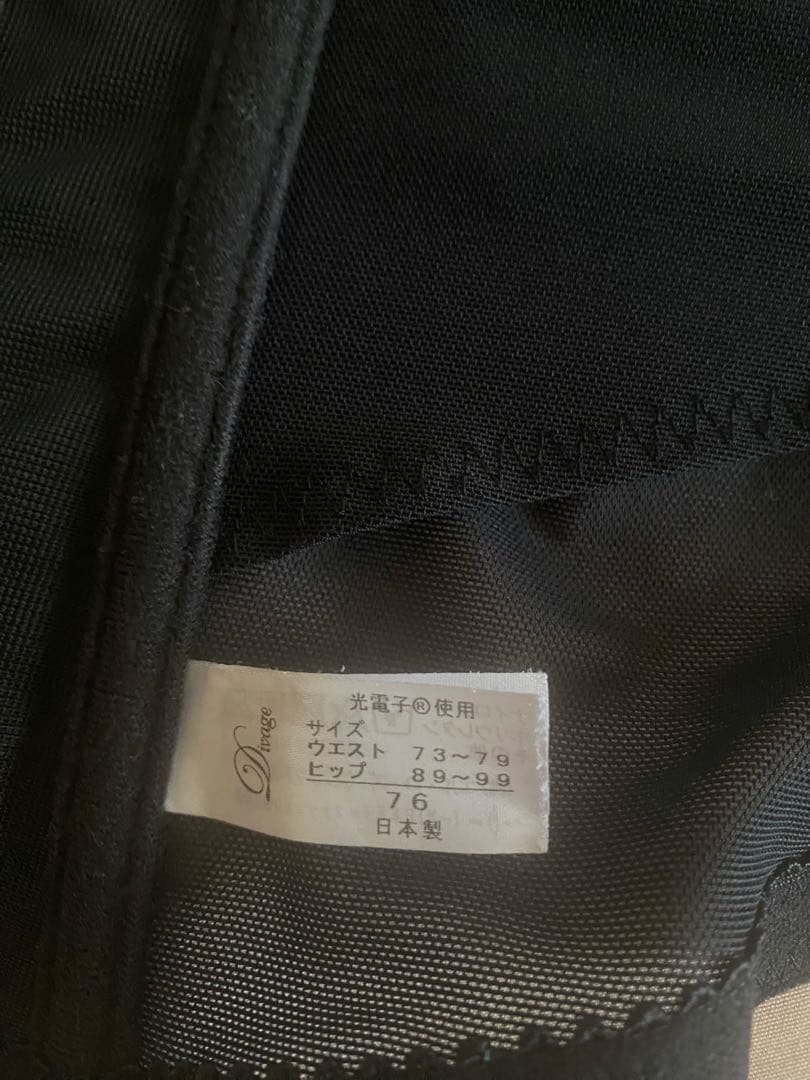 Divage
光電子®使用
サイズ
ウエスト 73～79
ヒップ 89～99
76
日本製